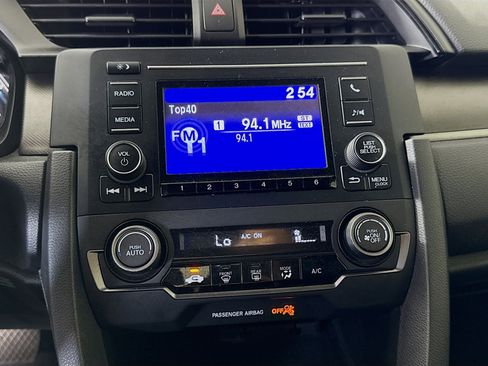 2 54
RADIO
Top40
MEDIA
1 94.1 MHz ST
FM1 94.1 TEXT
VOL
LIST
PUSH
SELECT
MENU
CLOCK
1 2 3 4 5 6
A/C ON
PUSH
AUTO
Lo
PUSH
ON/OFF
FRONT REAR MODE A/C
PASSENGER AIRBAG OFF